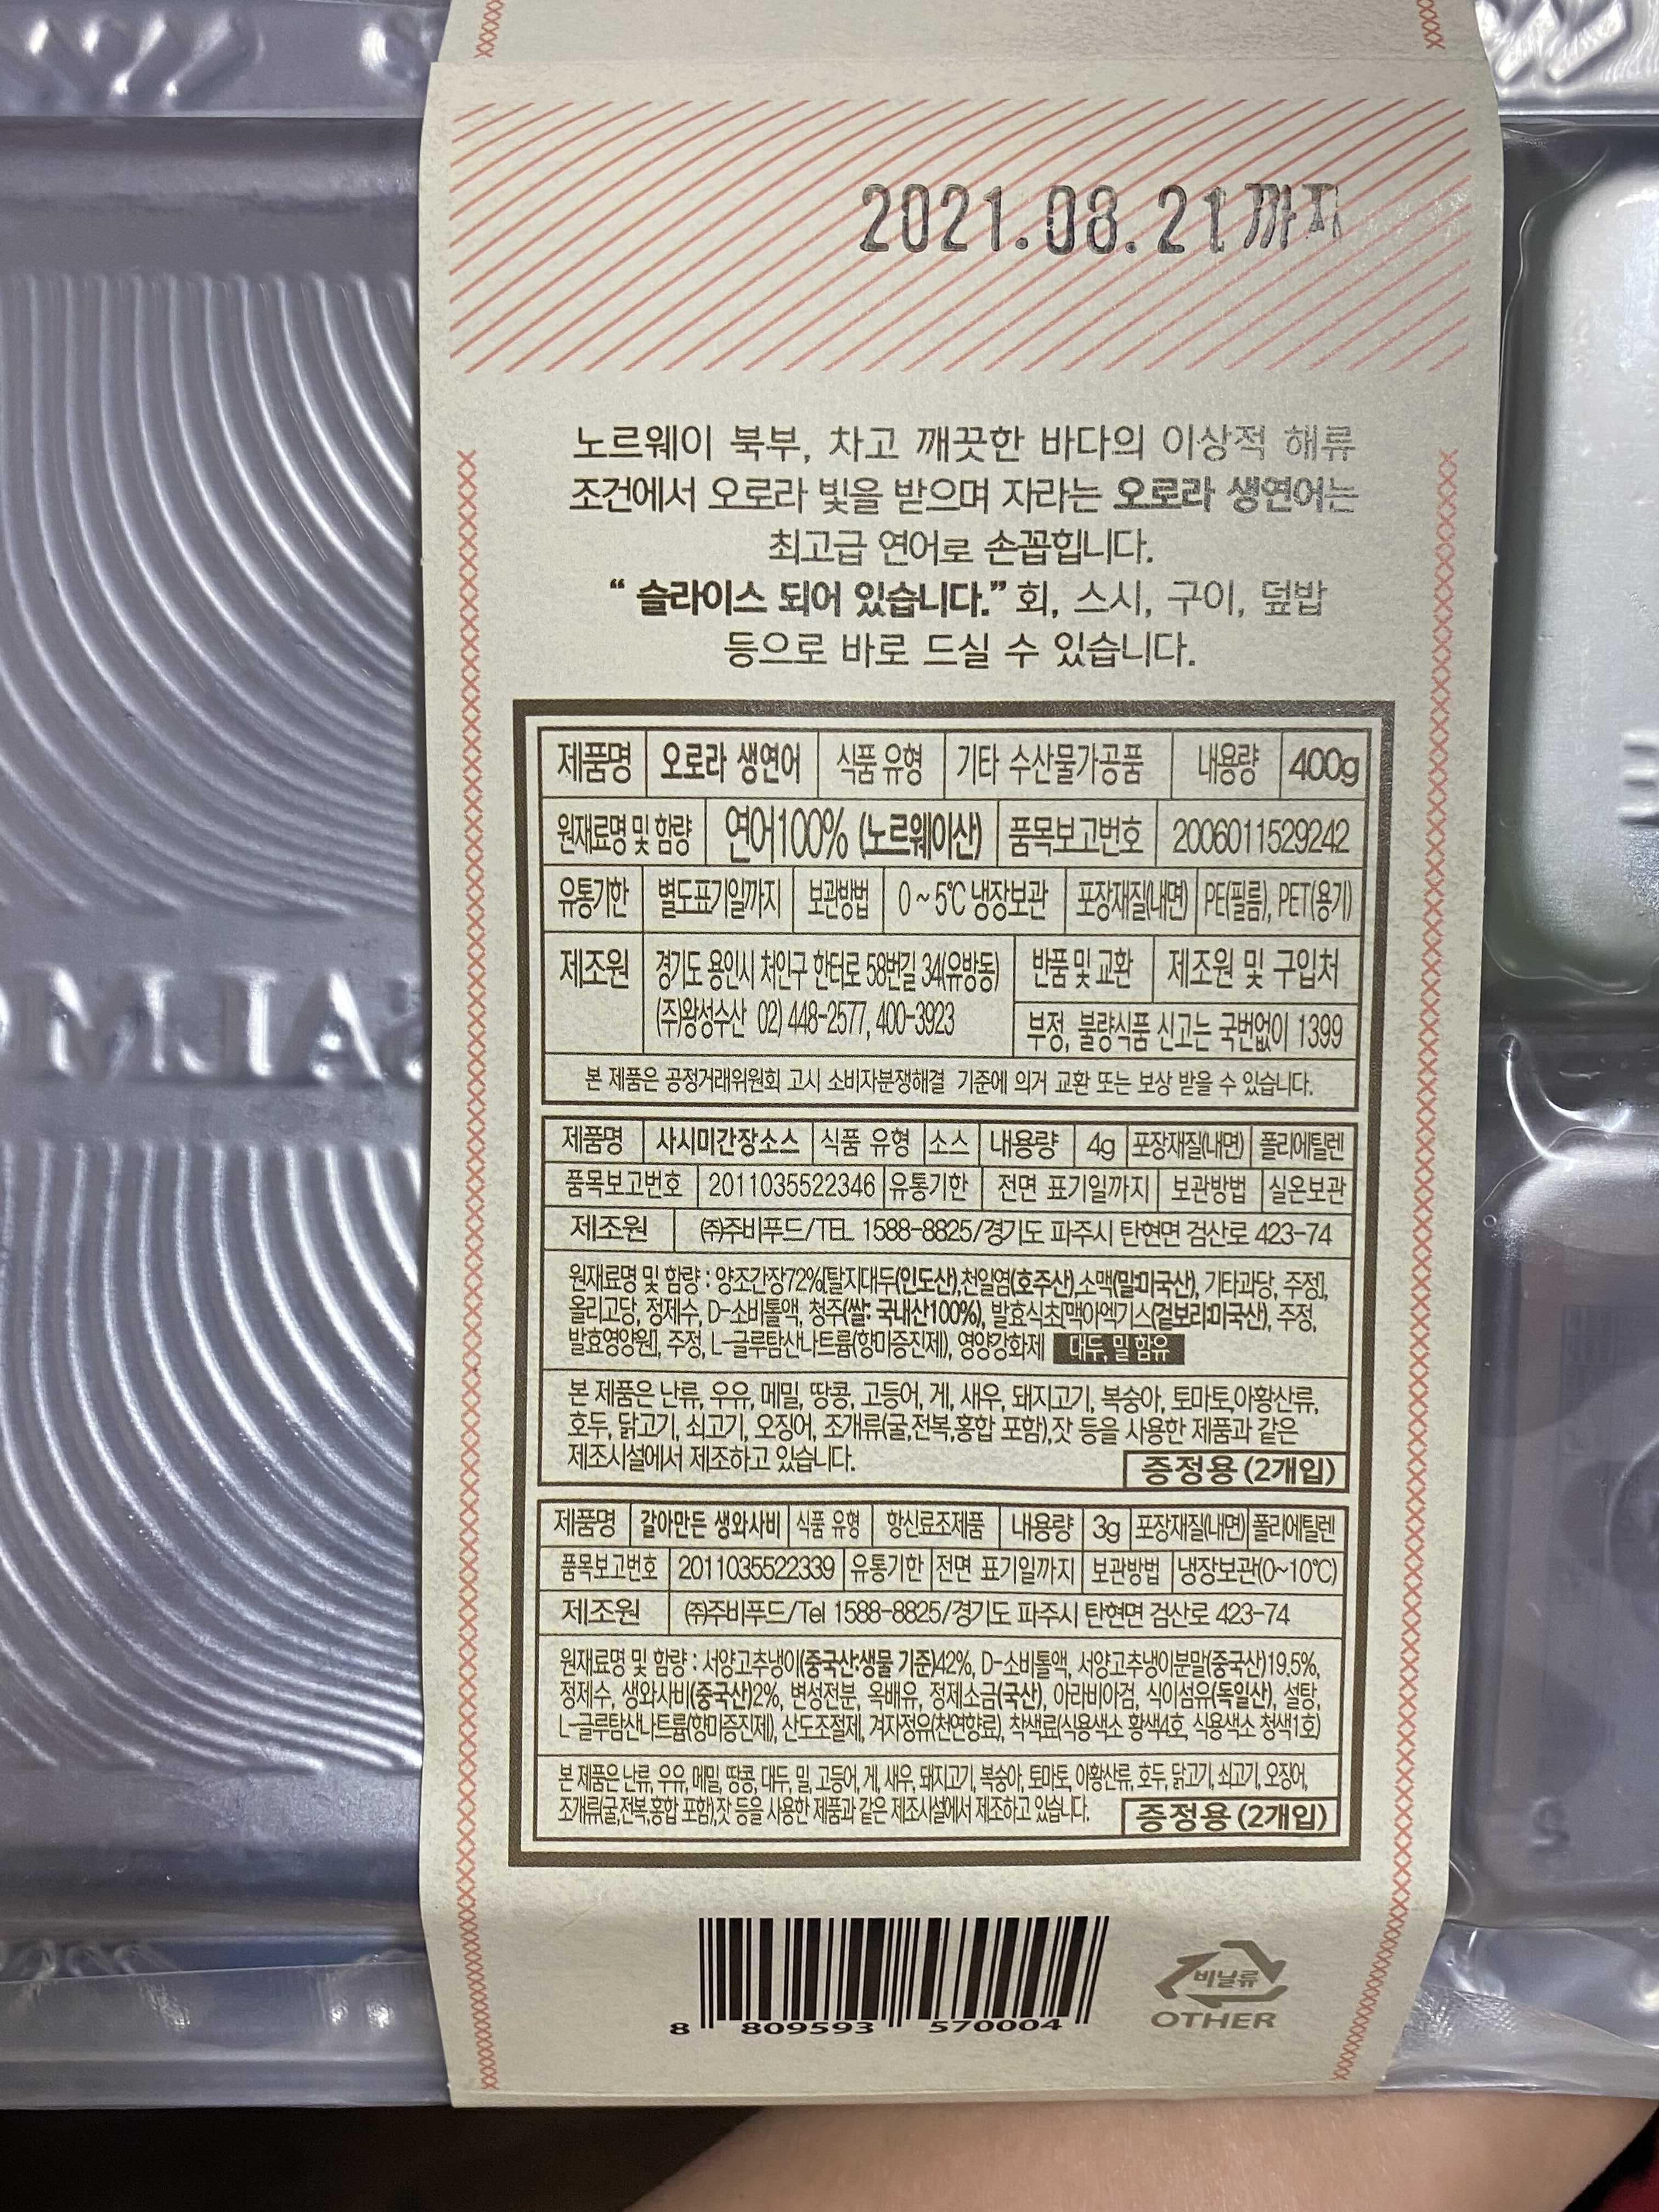 2021.08.21까지
노르웨이 북부, 차고 깨끗한 바다의 이상적 해류
조건에서 오로라 빛을 받으며 자라는 오로라 생연어는
최고급 연어로 손꼽힙니다.
“ 슬라이스 되어 있습니다.” 회, 스시, 구이, 덮밥
등으로 바로 드실 수 있습니다.
제품명 오로라 생연어 식품 유형 기타 수산물가공품 내용량 400g
원재료명 및 함량 연어100% (노르웨이산) 품목보고번호 2006011529242
유통기한 별도표기일까지 보관방법 0 ~ 5℃ 냉장보관 포장재질(내면) PE(필름), PET(용기)
제조원 경기도 용인시 처인구 한터로 58번길 34(유방동)
(주)왕성수산 02) 448-2577, 400-3923
반품 및 교환 제조원 및 구입처
부정, 불량식품 신고는 국번없이 1399
본 제품은 공정거래위원회 고시 소비자분쟁해결 기준에 의거 교환 또는 보상 받을 수 있습니다.
제품명 사시미간장소스 식품 유형 소스 내용량 4g 포장재질(내면) 폴리에틸렌
품목보고번호 2011035522346 유통기한 전면 표기일까지 보관방법 실온보관
제조원 ㈜주비푸드/TEL 1588-8825/경기도 파주시 탄현면 검산로 423-74
원재료명 및 함량 : 양조간장72%[탈지대두(인도산),천일염(호주산),소맥(밀:미국산), 기타과당, 주정],
올리고당, 정제수, D-소비톨액, 청주(쌀: 국내산100%), 발효식초[맥아엑기스(겉보리:미국산), 주정,
발효영양원], 주정, L-글루탐산나트륨(향미증진제), 영양강화제 대두, 밀 함유
본 제품은 난류, 우유, 메밀, 땅콩, 고등어, 게, 새우, 돼지고기, 복숭아, 토마토,아황산류,
호두, 닭고기, 쇠고기, 오징어, 조개류(굴,전복,홍합 포함),잣 등을 사용한 제품과 같은
제조시설에서 제조하고 있습니다.
증정용 (2개입)
제품명 갈아만든 생와사비 식품 유형 향신료조제품 내용량 3g 포장재질(내면) 폴리에틸렌
품목보고번호 2011035522339 유통기한 전면 표기일까지 보관방법 냉장보관(0~10℃)
제조원 ㈜주비푸드/Tel 1588-8825/경기도 파주시 탄현면 검산로 423-74
원재료명 및 함량 : 서양고추냉이(중국산:생물 기준)42%, D-소비톨액, 서양고추냉이분말(중국산)19.5%,
정제수, 생와사비(중국산)2%, 변성전분, 옥배유, 정제소금(국산), 아라비아검, 식이섬유(독일산), 설탕,
L-글루탐산나트륨(향미증진제), 산도조절제, 겨자정유(천연향료), 착색료(식용색소 황색4호, 식용색소 청색1호)
본 제품은 난류, 우유, 메밀, 땅콩, 대두, 밀, 고등어, 게, 새우, 돼지고기, 복숭아, 토마토, 아황산류, 호두, 닭고기, 쇠고기, 오징어,
조개류(굴,전복,홍합 포함),잣 등을 사용한 제품과 같은 제조시설에서 제조하고 있습니다.
증정용 (2개입)
8 809593 570004
비닐류
OTHER